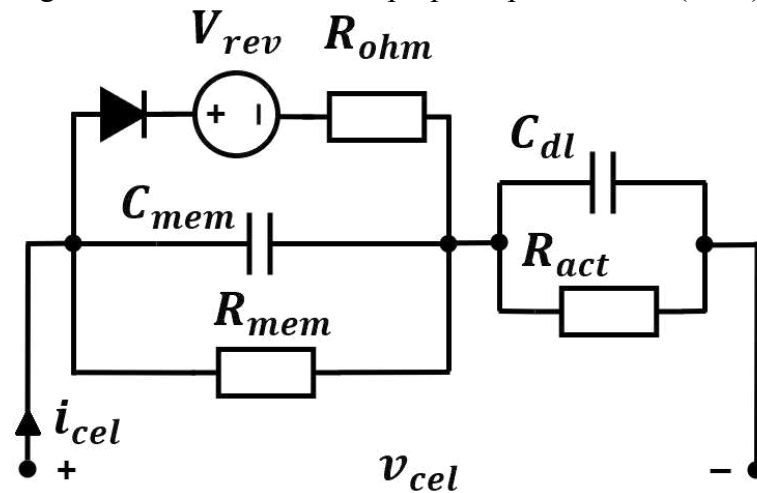 V_rev
R_ohm
+ −
C_dl
C_mem
R_act
R_mem
i_cel
+ v_cel −